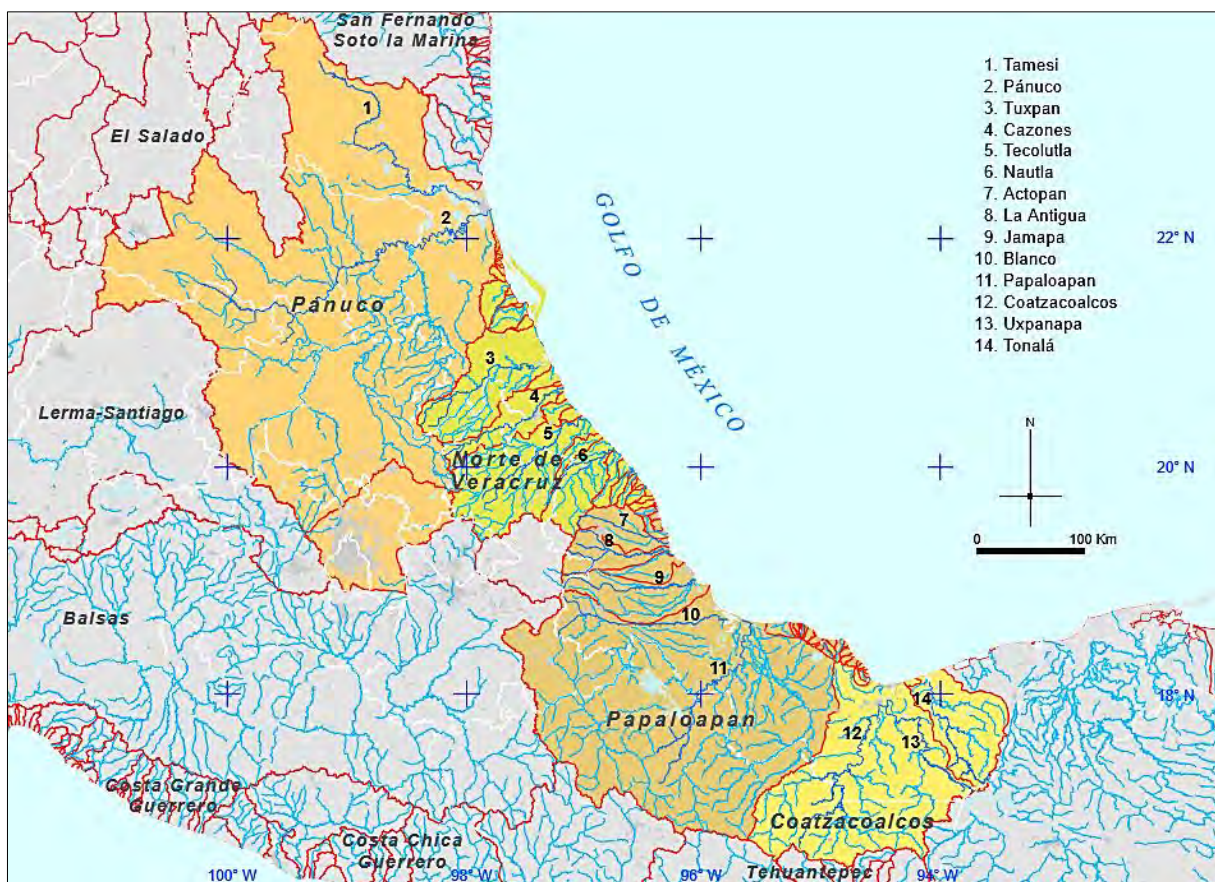 San Fernando
Soto la Marina
El Salado
1
2
Pánuco
3
4
5
Lerma-Santiago
Norte de
Veracruz
6
7
8
9
10
11
Balsas
Papaloapan
12
13
14
Coatzacoalcos
Costa Grande
Guerrero
Costa Chica
Guerrero
Tehuantepec
GOLFO DE MÉXICO
1. Tamesi
2. Pánuco
3. Tuxpan
4. Cazones
5. Tecolutla
6. Nautla
7. Actopan
8. La Antigua
9. Jamapa
10. Blanco
11. Papaloapan
12. Coatzacoalcos
13. Uxpanapa
14. Tonalá
22° N
20° N
18° N
N
0 100 Km
100° W
98° W
96° W
94° W